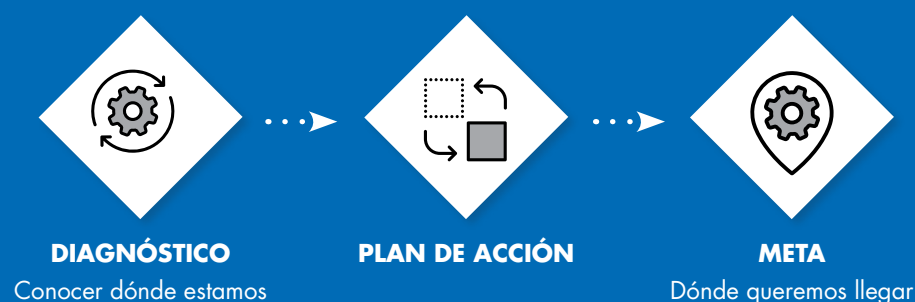 DIAGNÓSTICO
Conocer dónde estamos
PLAN DE ACCIÓN
META
Dónde queremos llegar